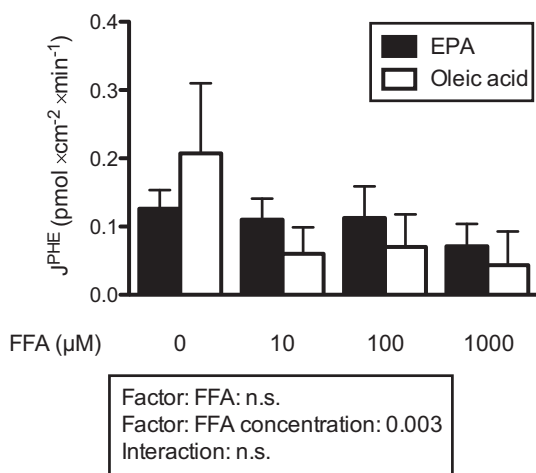 0.4
0.3
0.2
0.1
0.0
J^PHE (pmol ×cm^-2 ×min^-1)
EPA
Oleic acid
FFA (μM) 0 10 100 1000
Factor: FFA: n.s.
Factor: FFA concentration: 0.003
Interaction: n.s.